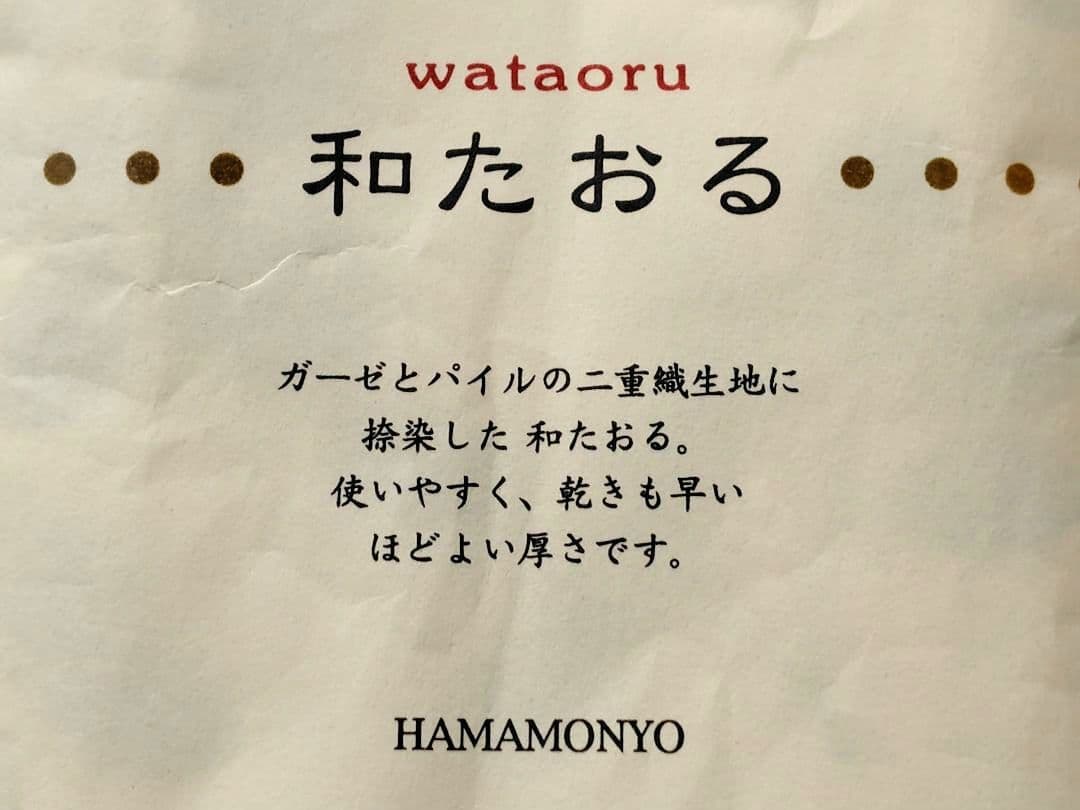 wataoru
和たおる
ガーゼとパイルの二重織生地に
捺染した 和たおる。
使いやすく、乾きも早い
ほどよい厚さです。
HAMAMONYO